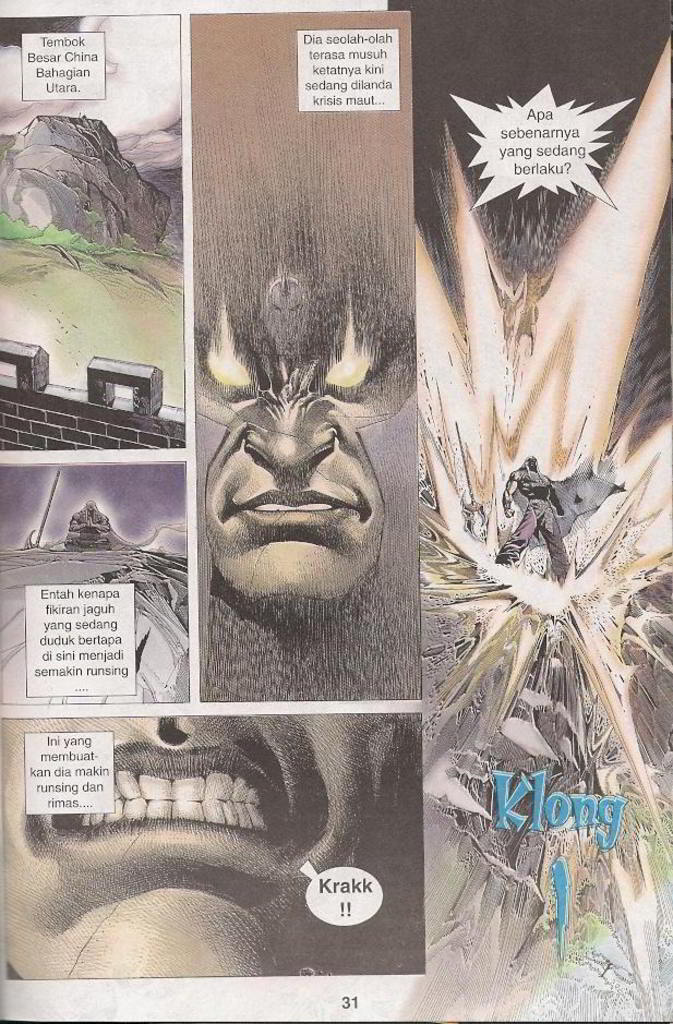 Tembok
Besar China
Bahagian
Utara.
Dia seolah-olah
terasa musuh
ketatnya kini
sedang dilanda
krisis maut...
Apa
sebenarnya
yang sedang
berlaku?
Entah kenapa
fikiran jaguh
yang sedang
duduk bertapa
di sini menjadi
semakin runsing
....
Ini yang
membuat-
kan dia makin
runsing dan
rimas....
Krakk
!!
Klong
!
31